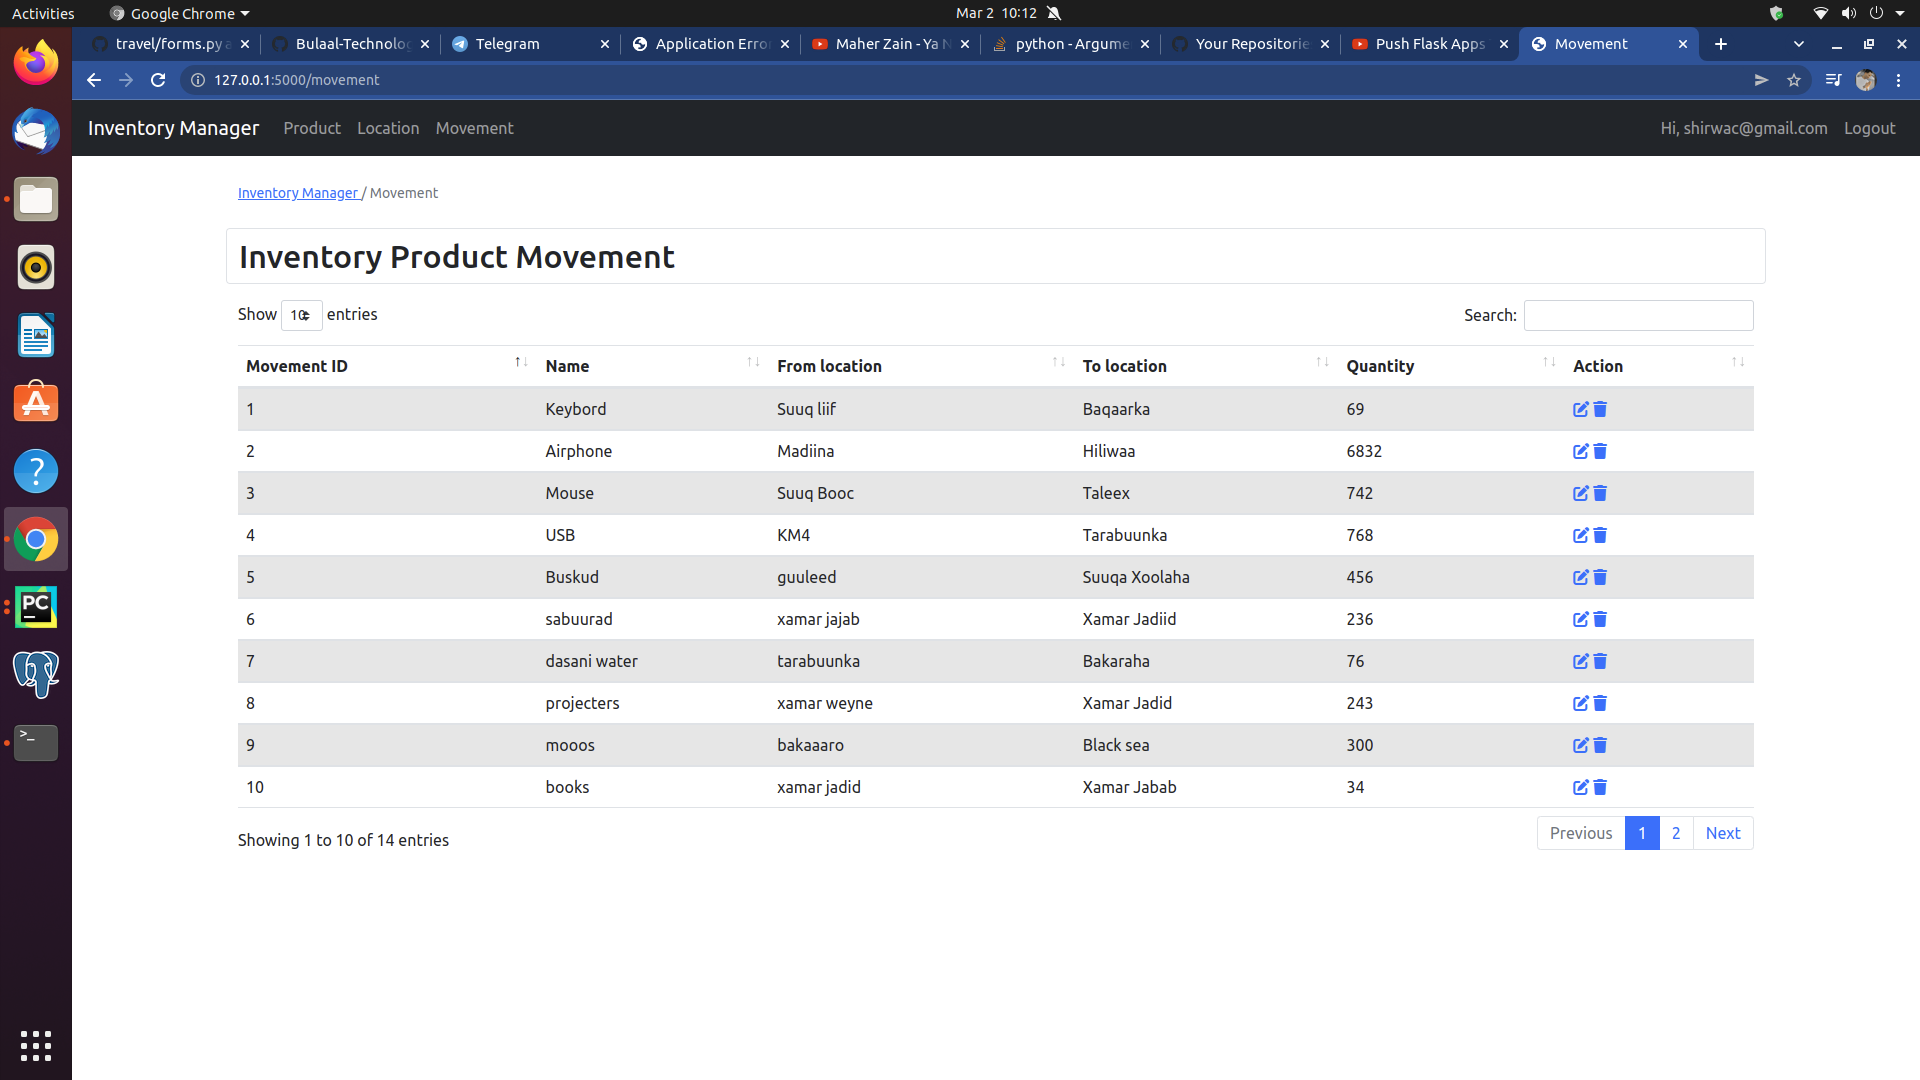 Activities Google Chrome Mar 2 10:12
travel/forms.py a Bulaal-Technolog Telegram Application Erro Maher Zain - Ya N python - Argume Your Repositorie Push Flask Apps Movement
127.0.0.1:5000/movement
Inventory Manager Product Location Movement Hi, shirwac@gmail.com Logout
Inventory Manager / Movement
Inventory Product Movement
Show 10 entries Search:
Movement ID Name From location To location Quantity Action
1 Keybord Suuq liif Baqaarka 69
2 Airphone Madiina Hiliwaa 6832
3 Mouse Suuq Booc Taleex 742
4 USB KM4 Tarabuunka 768
5 Buskud guuleed Suuqa Xoolaha 456
6 sabuurad xamar jajab Xamar Jadiid 236
7 dasani water tarabuunka Bakaraha 76
8 projecters xamar weyne Xamar Jadid 243
9 mooos bakaaaro Black sea 300
10 books xamar jadid Xamar Jabab 34
Showing 1 to 10 of 14 entries Previous 1 2 Next
PC